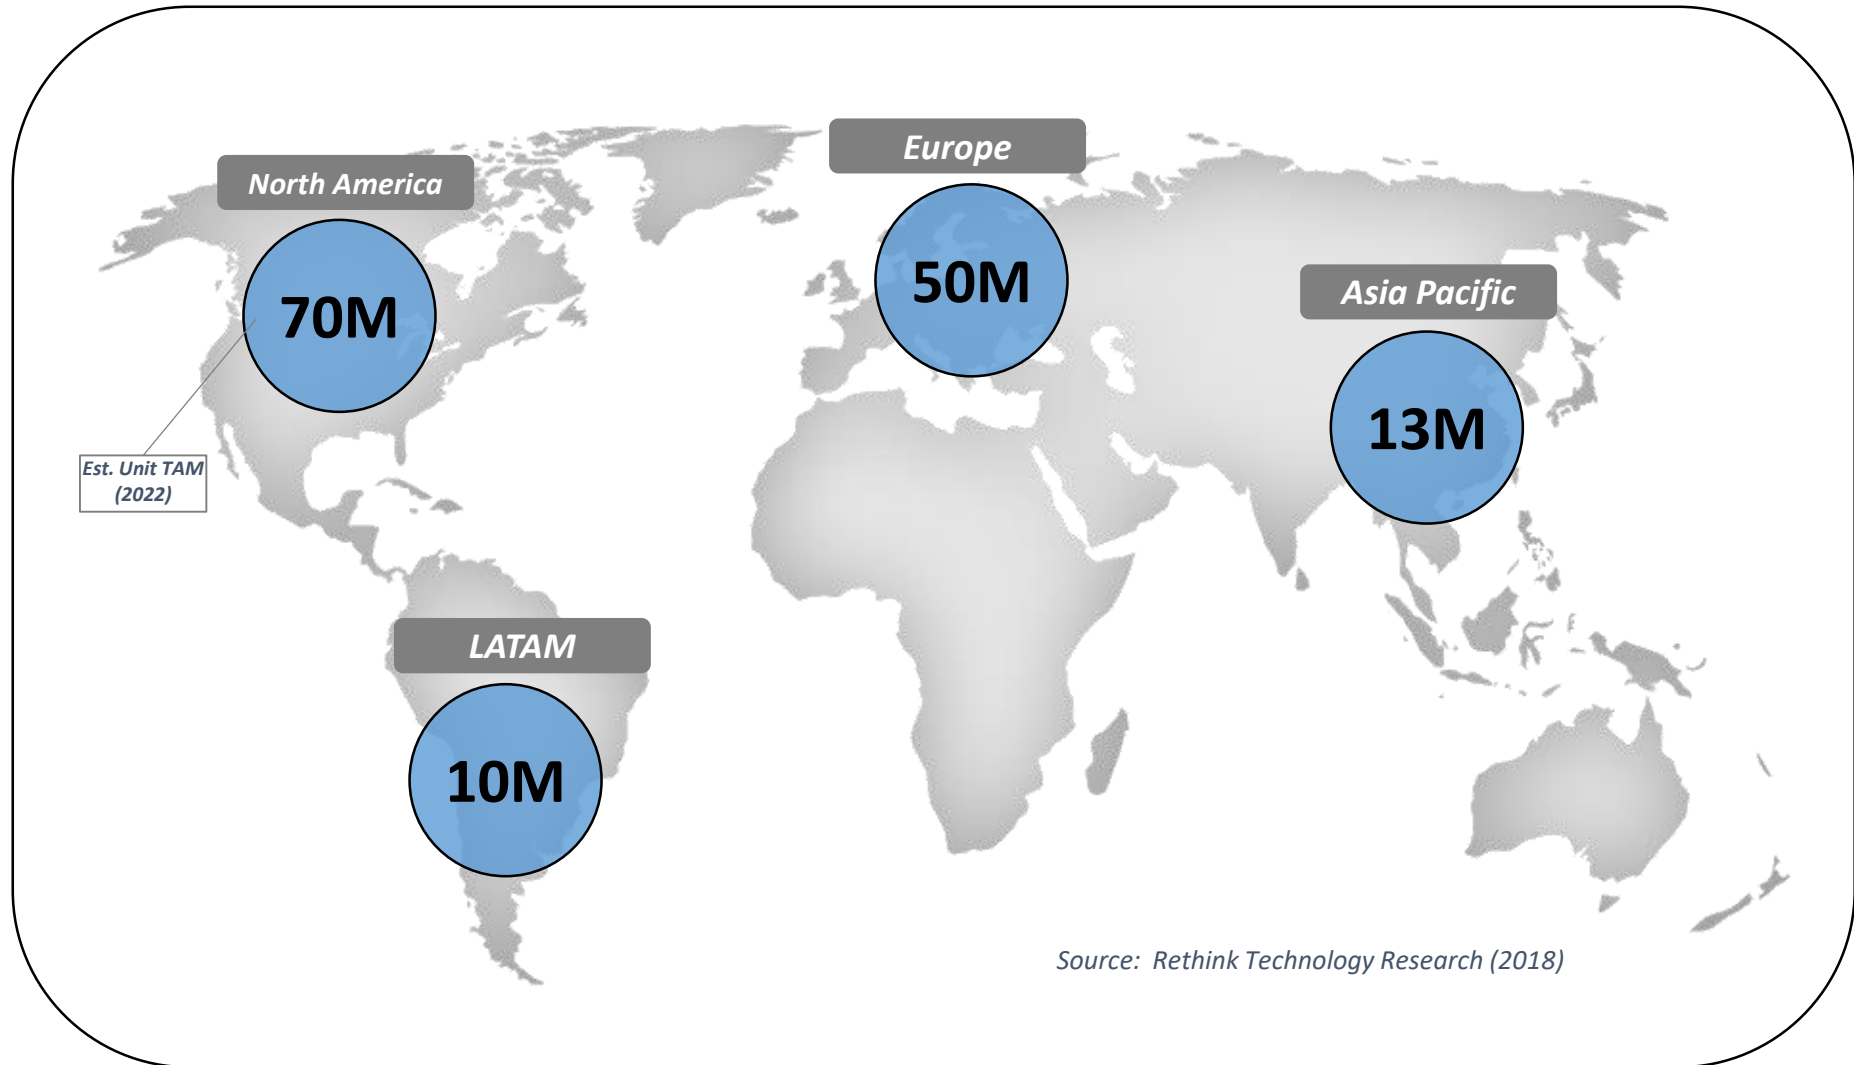 North America
70M
Est. Unit TAM
(2022)
Europe
50M
Asia Pacific
13M
LATAM
10M
Source:  Rethink Technology Research (2018)